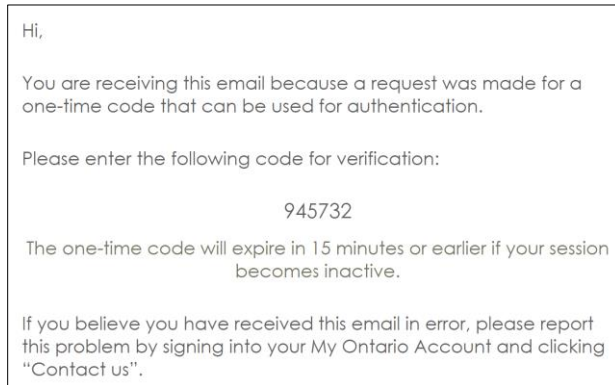 Hi,
You are receiving this email because a request was made for a
one-time code that can be used for authentication.
Please enter the following code for verification:
945732
The one-time code will expire in 15 minutes or earlier if your session
becomes inactive.
If you believe you have received this email in error, please report
this problem by signing into your My Ontario Account and clicking
“Contact us”.